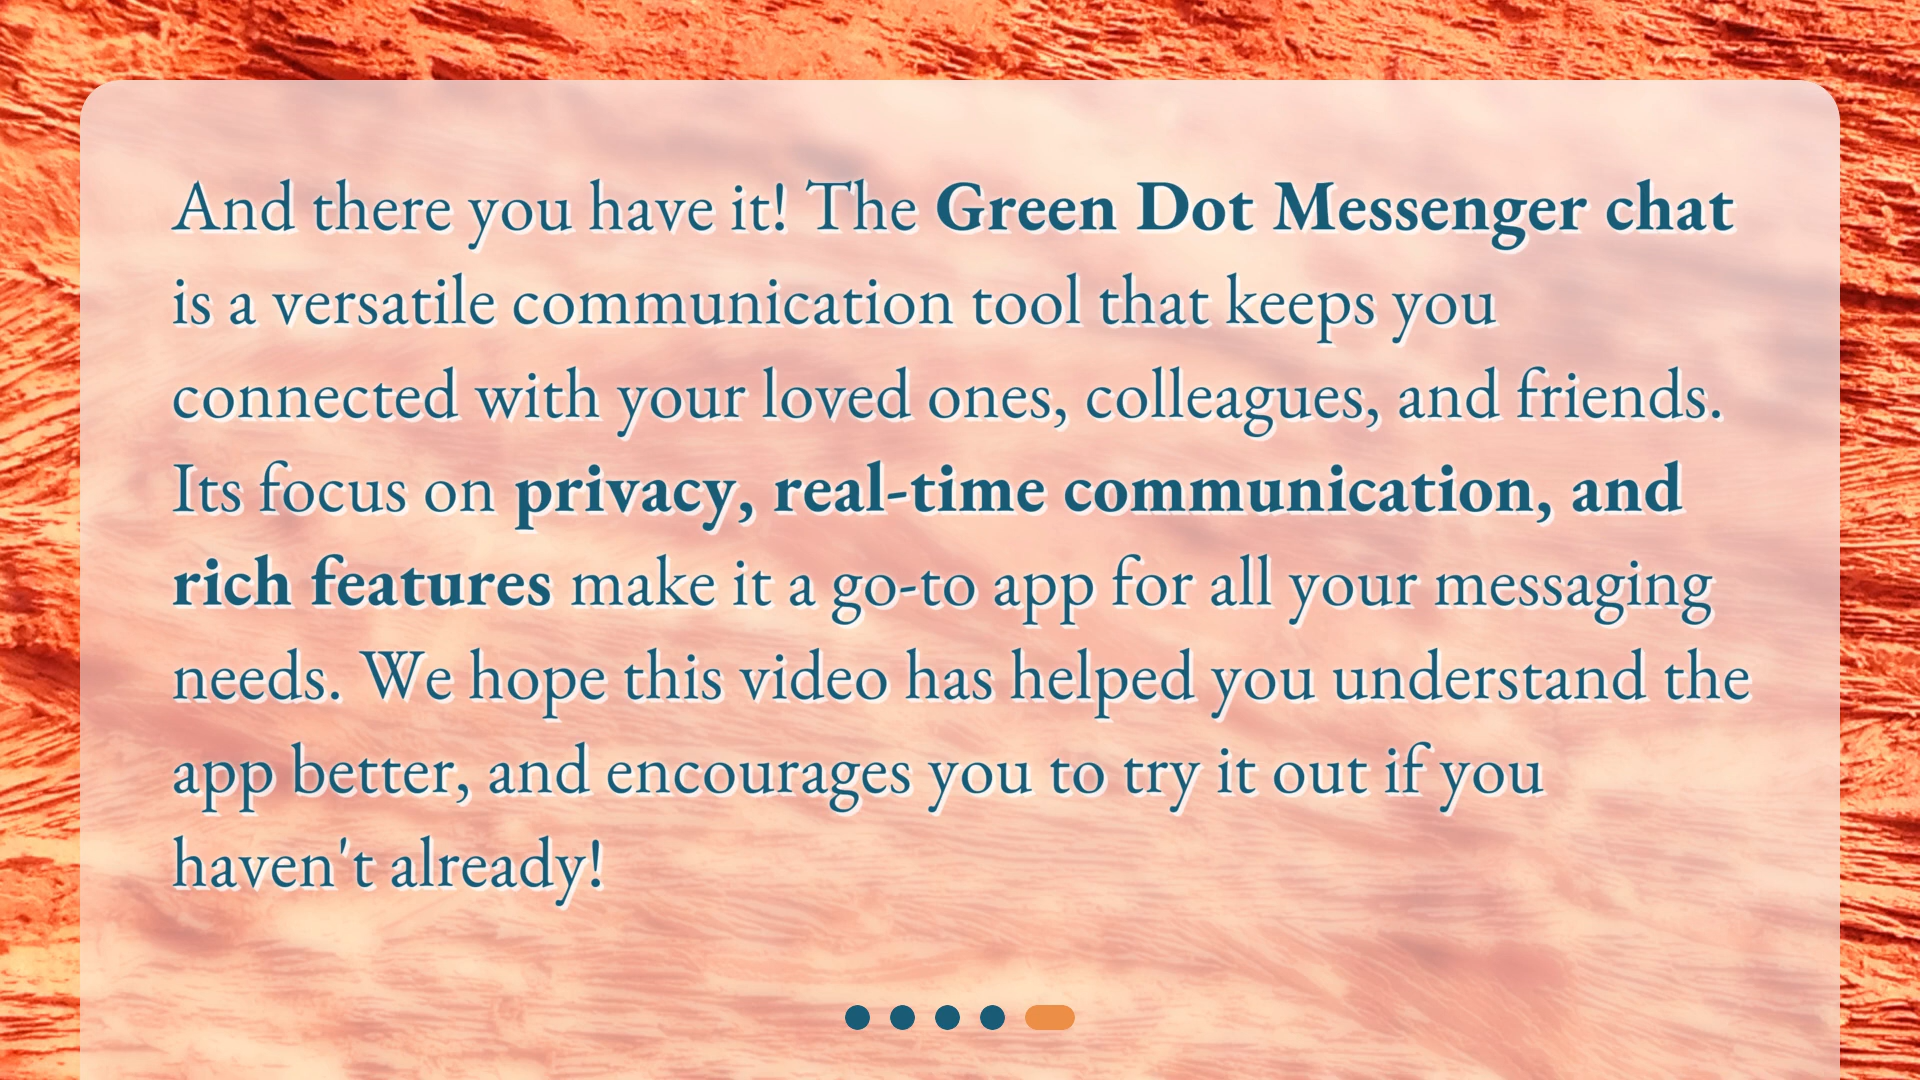 And there you have it! The Green Dot Messenger chat
is a versatile communication tool that keeps you
connected with your loved ones, colleagues, and friends.
Its focus on privacy, real-time communication, and
rich features make it a go-to app for all your messaging
needs. We hope this video has helped you understand the
app better, and encourages you to try it out if you
haven't already!